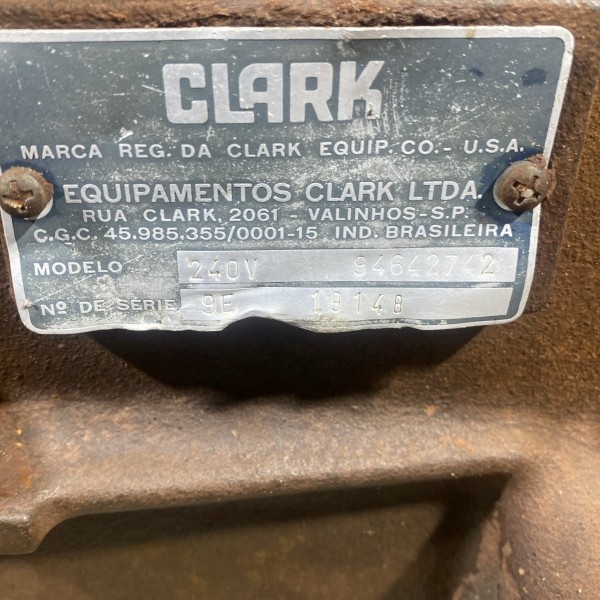 CLARK
MARCA REG. DA CLARK EQUIP. CO. - U.S.A.
EQUIPAMENTOS CLARK LTDA.
RUA CLARK, 2061 - VALINHOS - S.P.
C.G.C. 45.985.355/0001-15 IND. BRASILEIRA
MODELO 240V 94642742
Nº DE SÉRIE 9E 19148